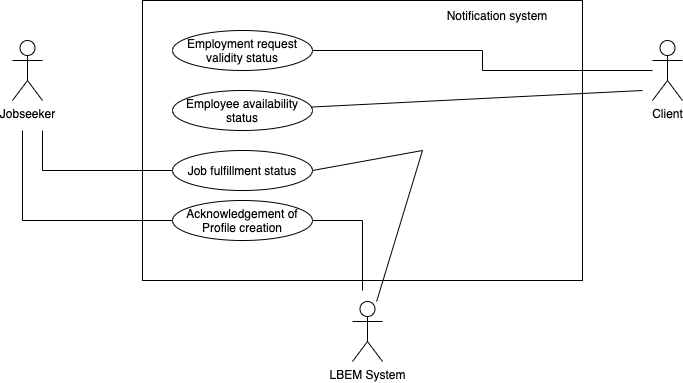 Notification system
Employment request
validity status
Employee availability
status
Jobseeker
Client
Job fulfillment status
Acknowledgement of
Profile creation
LBEM System